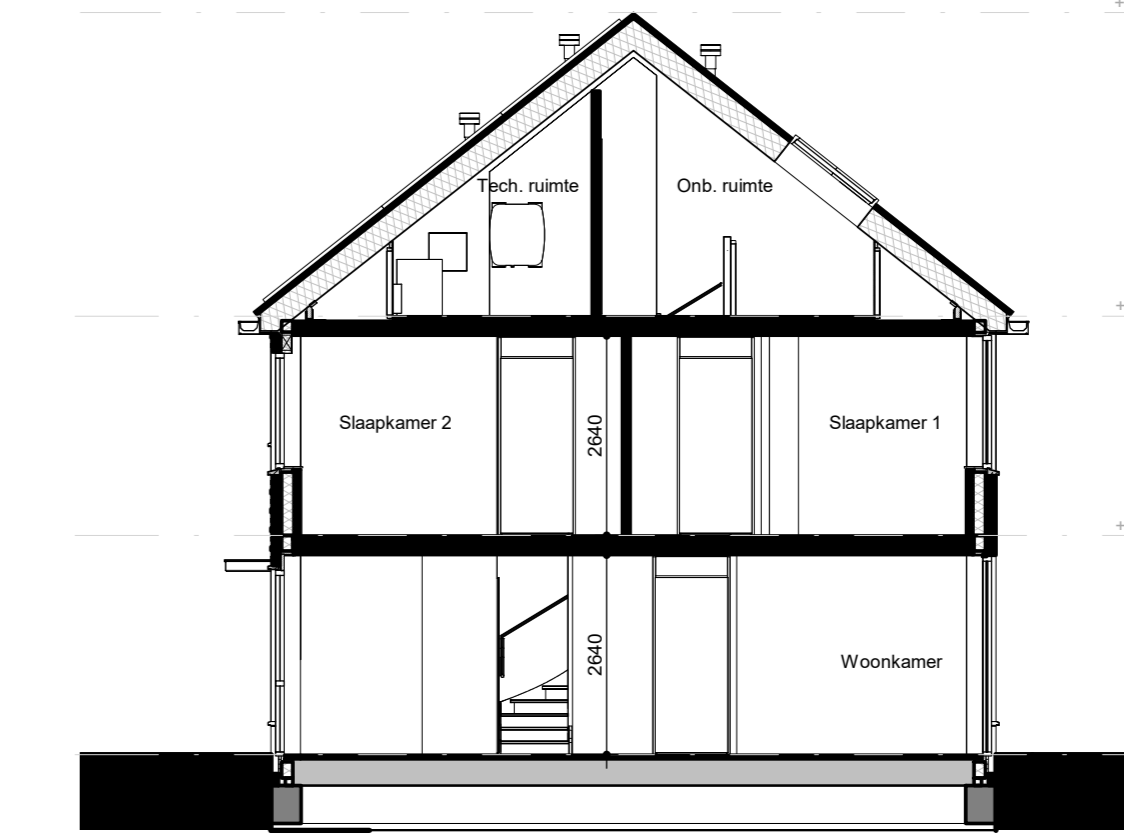 Tech. ruimte
Onb. ruimte
Slaapkamer 2
2640
Slaapkamer 1
2640
Woonkamer